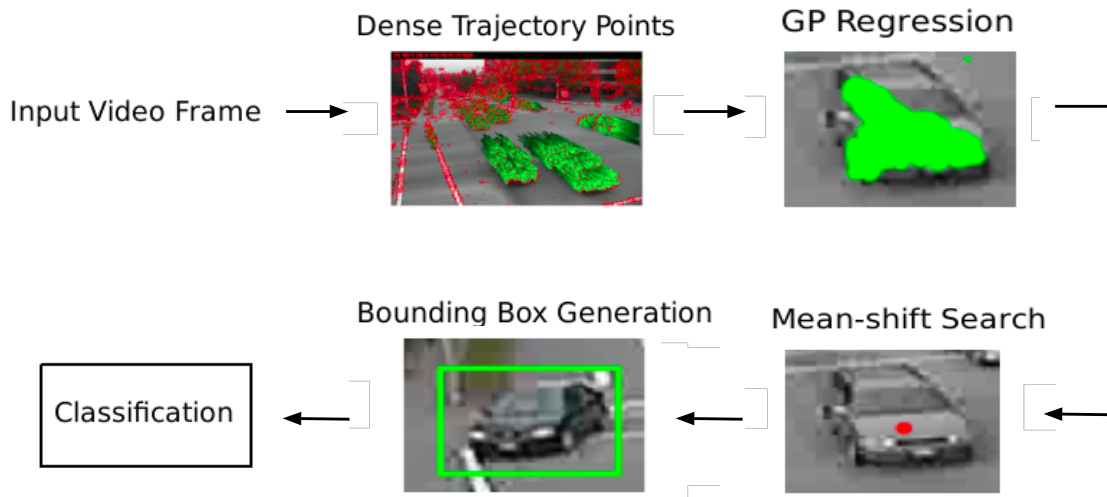 Dense Trajectory Points
GP Regression
Input Video Frame
Bounding Box Generation
Mean-shift Search
Classification